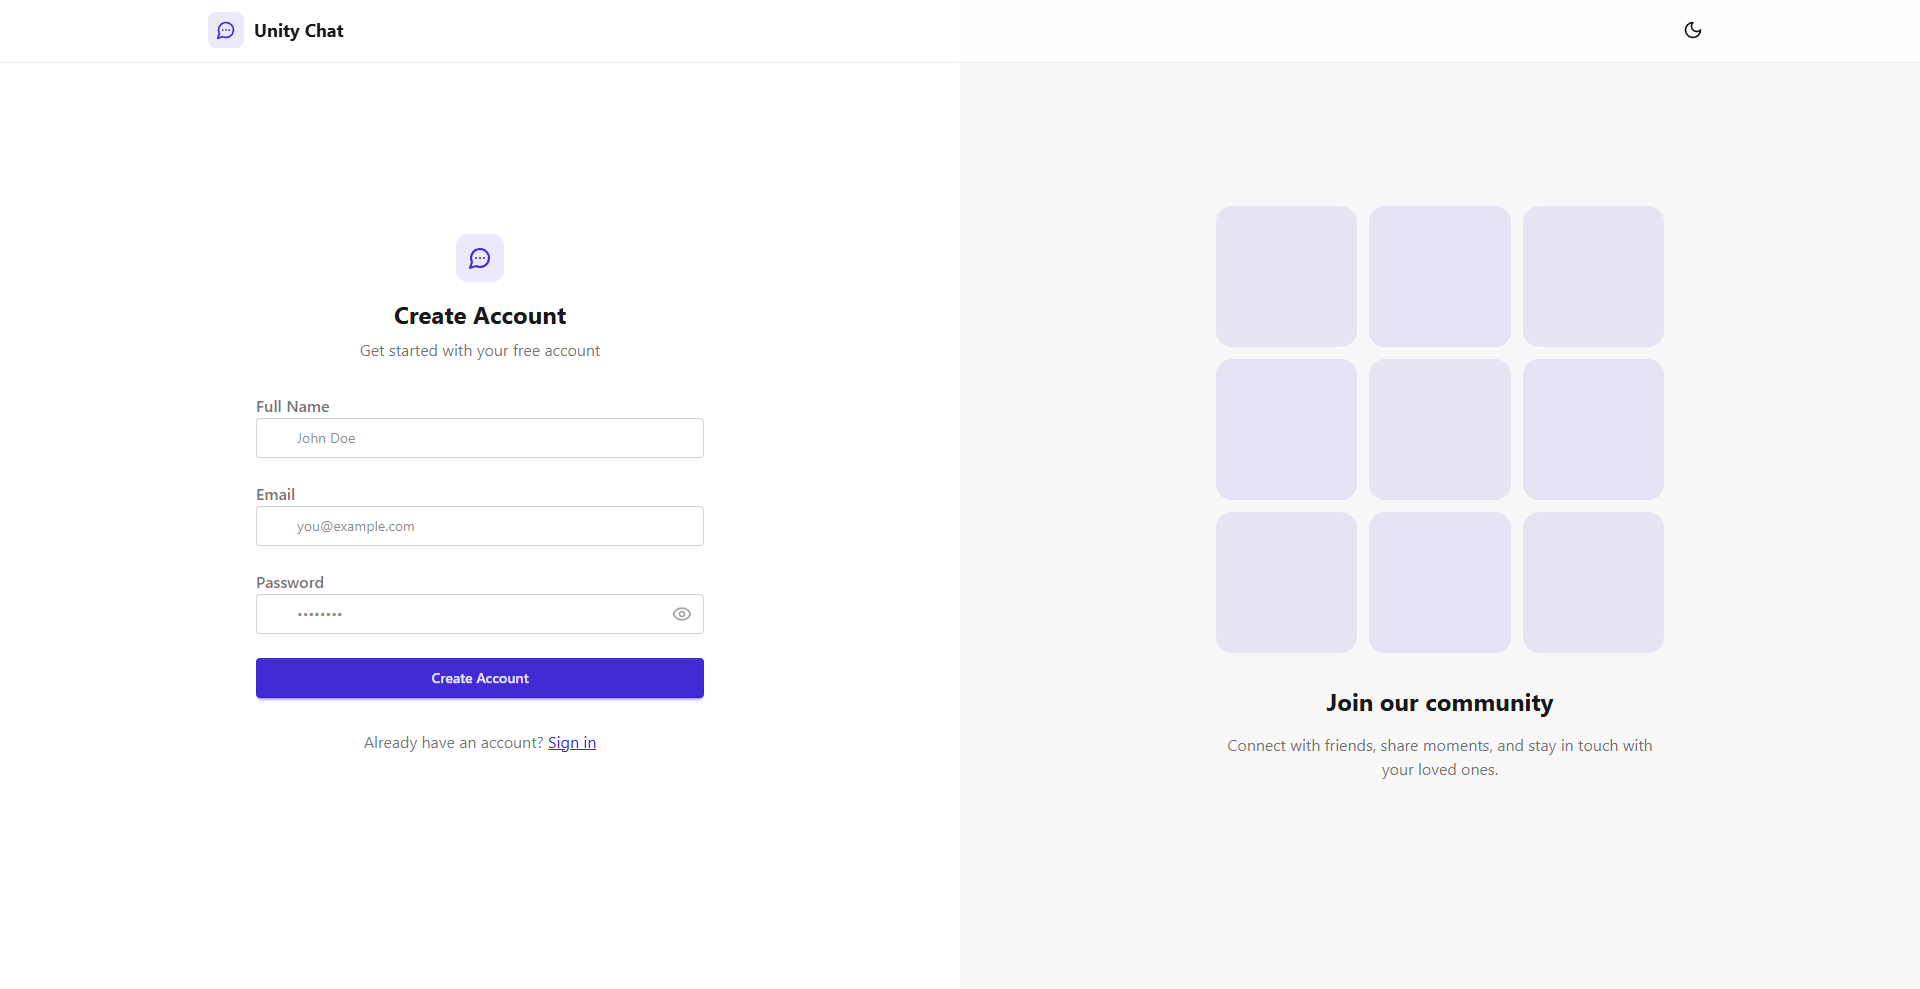 Unity Chat
Create Account
Get started with your free account
Full Name
John Doe
Email
you@example.com
Password
••••••••
Create Account
Already have an account? Sign in
Join our community
Connect with friends, share moments, and stay in touch with
your loved ones.